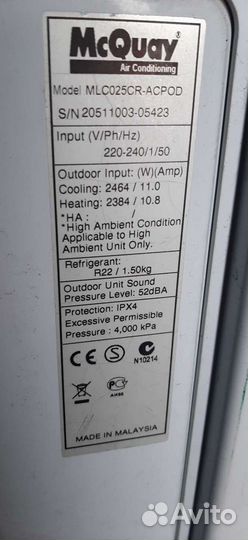 McQuay
Air Conditioning
Model MLC025CR-ACPOD
S/N 20511003-05423
Input (V/Ph/Hz)
220-240/1/50
Outdoor Input: (W)(Amp)
Cooling: 2464 / 11.0
Heating: 2384 / 10.8
*HA : /
*High Ambient Condition
Applicable to High
Ambient Unit Only.
Refrigerant:
R22 / 1.50kg
Outdoor Unit Sound
Pressure Level: 52dBA
Protection: IPX4
Excessive Permissible
Pressure : 4,000 kPa
CE S N10214
РС АИ86
MADE IN MALAYSIA
Avito